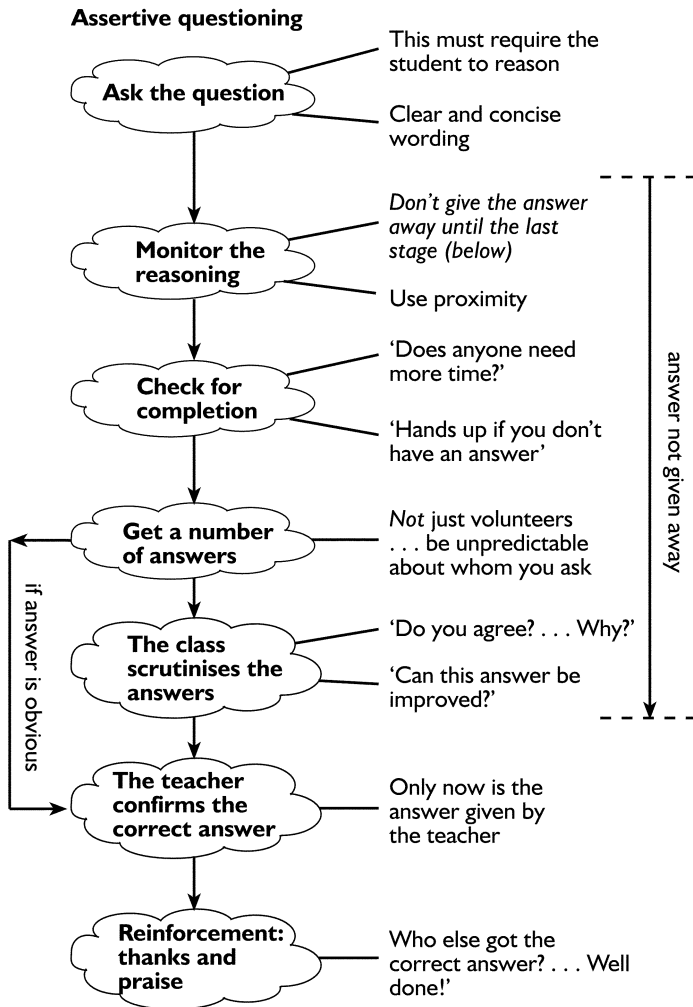 Assertive questioning
Ask the question
This must require the
student to reason
Clear and concise
wording
Monitor the
reasoning
Don’t give the answer
away until the last
stage (below)
Use proximity
Check for
completion
‘Does anyone need
more time?’
‘Hands up if you don’t
have an answer’
Get a number
of answers
Not just volunteers
. . . be unpredictable
about whom you ask
The class
scrutinises the
answers
‘Do you agree? . . . Why?’
‘Can this answer be
improved?’
answer not given away
if answer is obvious
The teacher
confirms the
correct answer
Only now is the
answer given by
the teacher
Reinforcement:
thanks and
praise
Who else got the
correct answer? . . . Well
done!’